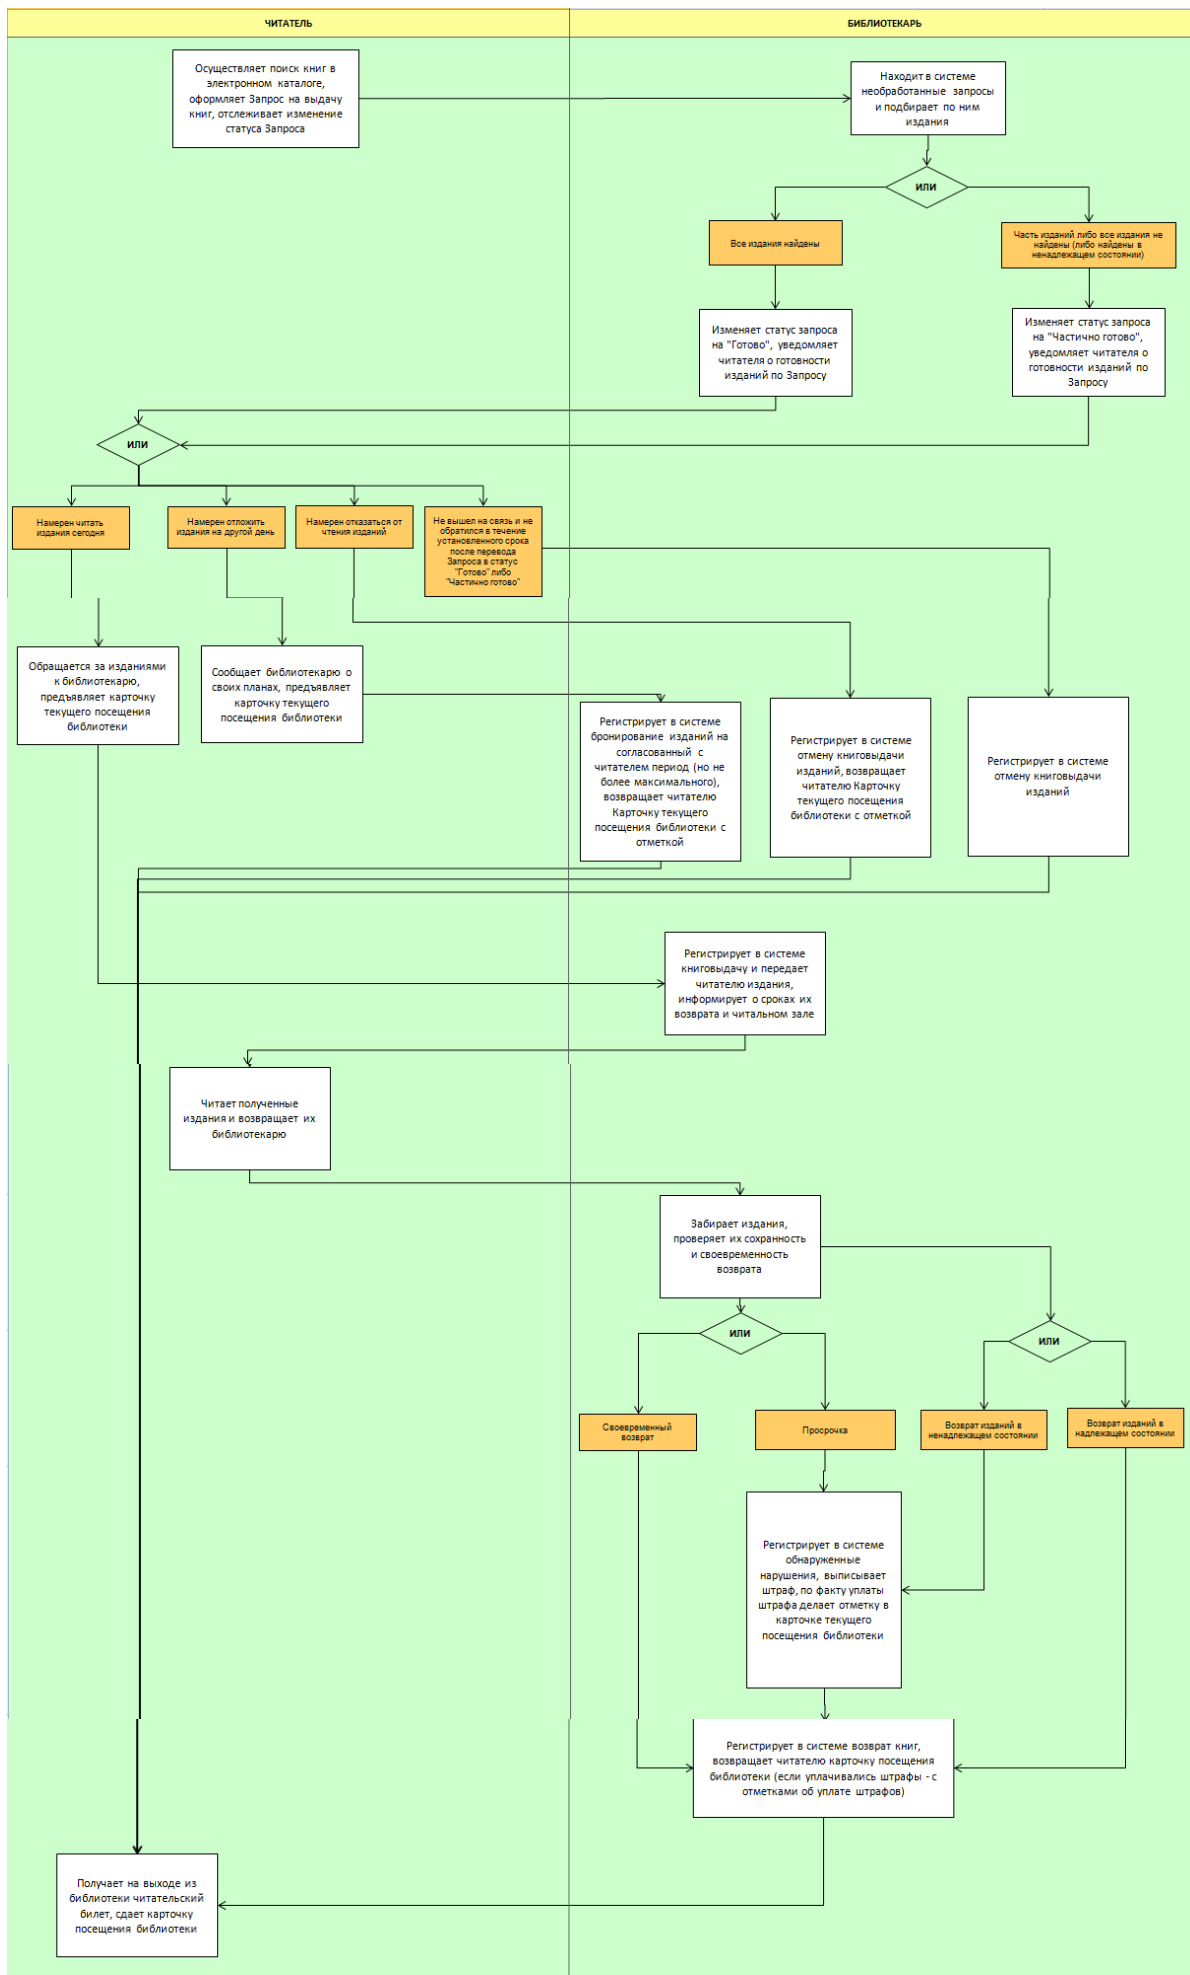 ЧИТАТЕЛЬ
БИБЛИОТЕКАРЬ
Осуществляет поиск книг в
электронном каталоге,
оформляет Запрос на выдачу
книг, отслеживает изменение
статуса Запроса
Находит в системе
необработанные запросы
и подбирает по ним
издания
ИЛИ
Все издания найдены
Часть изданий либо все издания не
найдены (либо найдены в
ненадлежащем состоянии)
Изменяет статус запроса
на "Готово", уведомляет
читателя о готовности
изданий по Запросу
Изменяет статус запроса
на "Частично готово",
уведомляет читателя о
готовности изданий по
Запросу
ИЛИ
Намерен читать
издания сегодня
Намерен отложить
издания на другой день
Намерен отказаться от
чтения изданий
Не вышел на связь и не
обратился в течение
установленного срока
после перевода
Запроса в статус
"Готово" либо
"Частично готово"
Обращается за изданиями
к библиотекарю,
предъявляет карточку
текущего посещения
библиотеки
Сообщает библиотекарю о
своих планах, предъявляет
карточку текущего
посещения библиотеки
Регистрирует в системе
бронирование изданий на
согласованный с
читателем период (но не
более максимального),
возвращает читателю
Карточку текущего
посещения библиотеки с
отметкой
Регистрирует в системе
отмену книговыдачи
изданий, возвращает
читателю Карточку
текущего посещения
библиотеки с отметкой
Регистрирует в системе
отмену книговыдачи
изданий
Регистрирует в системе
книговыдачу и передает
читателю издания,
информирует о сроках их
возврата и читальном зале
Читает полученные
издания и возвращает их
библиотекарю
Забирает издания,
проверяет их сохранность
и своевременность
возврата
ИЛИ
ИЛИ
Своевременный
возврат
Просрочка
Возврат изданий в
ненадлежащем состоянии
Возврат изданий в
надлежащем состоянии
Регистрирует в системе
обнаруженные
нарушения, выписывает
штраф, по факту уплаты
штрафа делает отметку в
карточке текущего
посещения библиотеки
Регистрирует в системе возврат книг,
возвращает читателю карточку посещения
библиотеки (если уплачивались штрафы - с
отметками об уплате штрафов)
Получает на выходе из
библиотеки читательский
билет, сдает карточку
посещения библиотеки